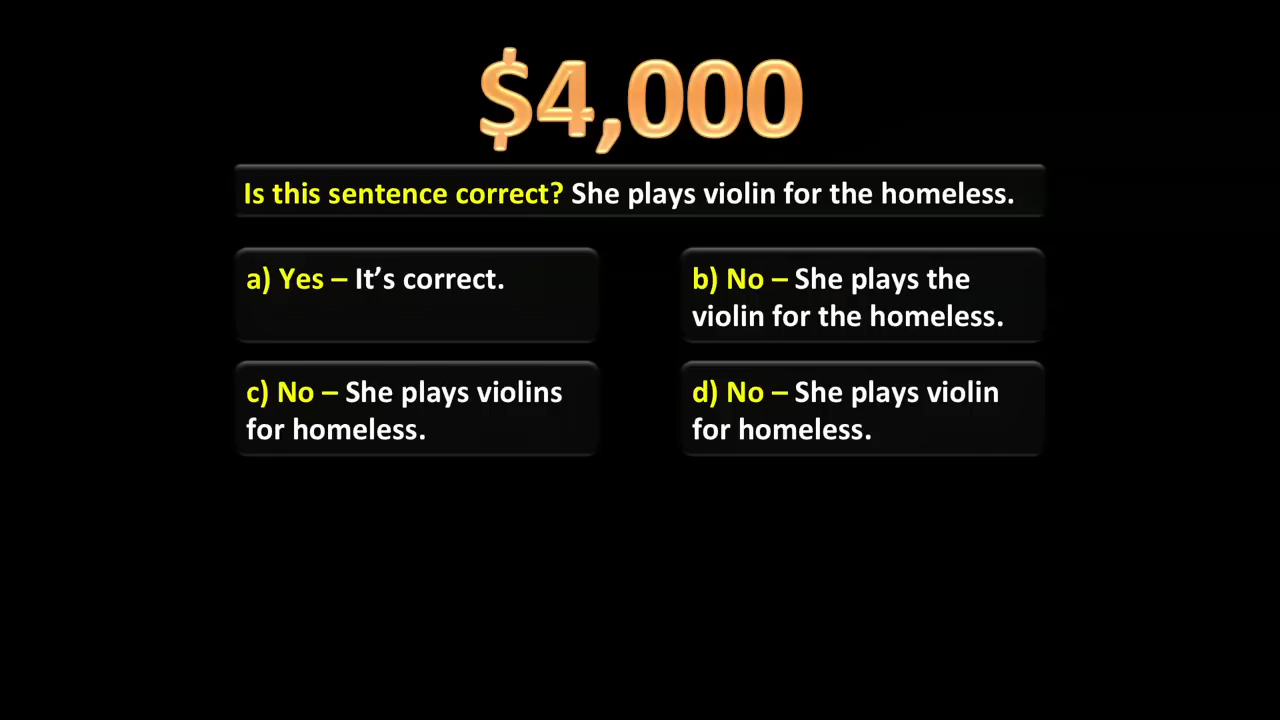 $4,000
Is this sentence correct? She plays violin for the homeless.
a) Yes – It’s correct.
b) No – She plays the
violin for the homeless.
c) No – She plays violins
for homeless.
d) No – She plays violin
for homeless.